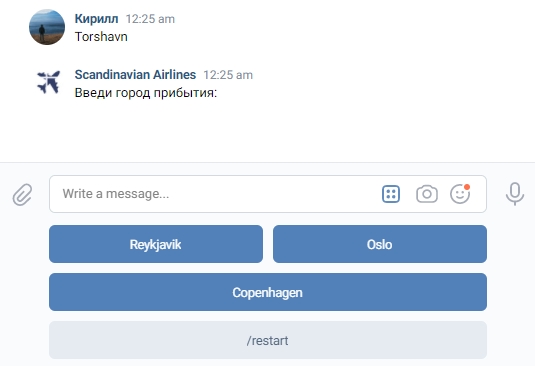 Кирилл 12:25 am
Torshavn
Scandinavian Airlines 12:25 am
Введи город прибытия:
Write a message...
Reykjavik Oslo
Copenhagen
/restart